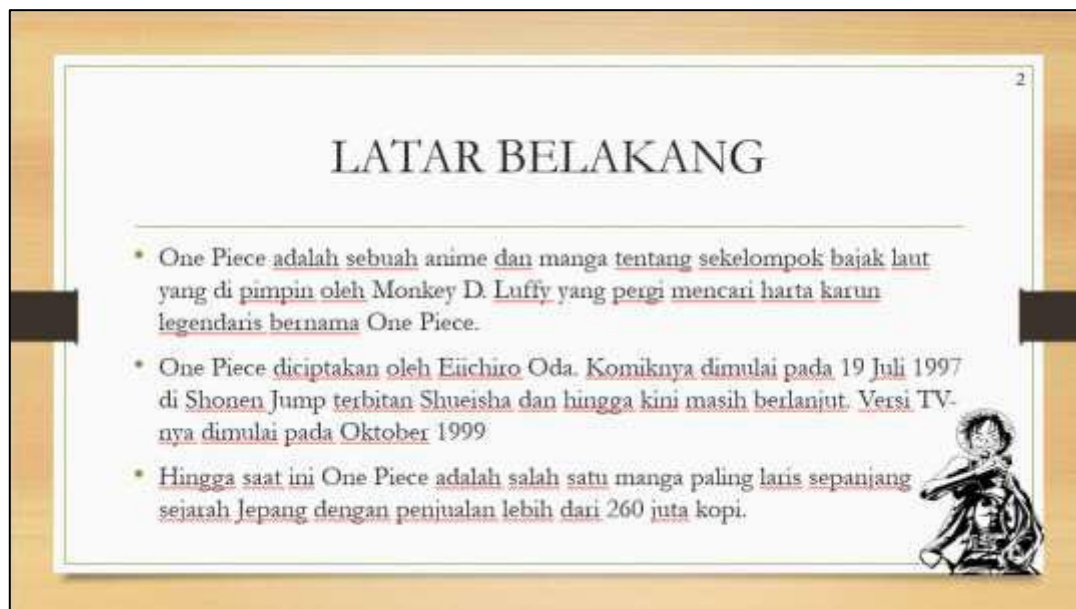 2
LATAR BELAKANG
• One Piece adalah sebuah anime dan manga tentang sekelompok bajak laut
yang di pimpin oleh Monkey D. Luffy yang pergi mencari harta karun
legendaris bernama One Piece.
• One Piece diciptakan oleh Eiichiro Oda. Komiknya dimulai pada 19 Juli 1997
di Shonen Jump terbitan Shueisha dan hingga kini masih berlanjut. Versi TV-
nya dimulai pada Oktober 1999
• Hingga saat ini One Piece adalah salah satu manga paling laris sepanjang
sejarah Jepang dengan penjualan lebih dari 260 juta kopi.